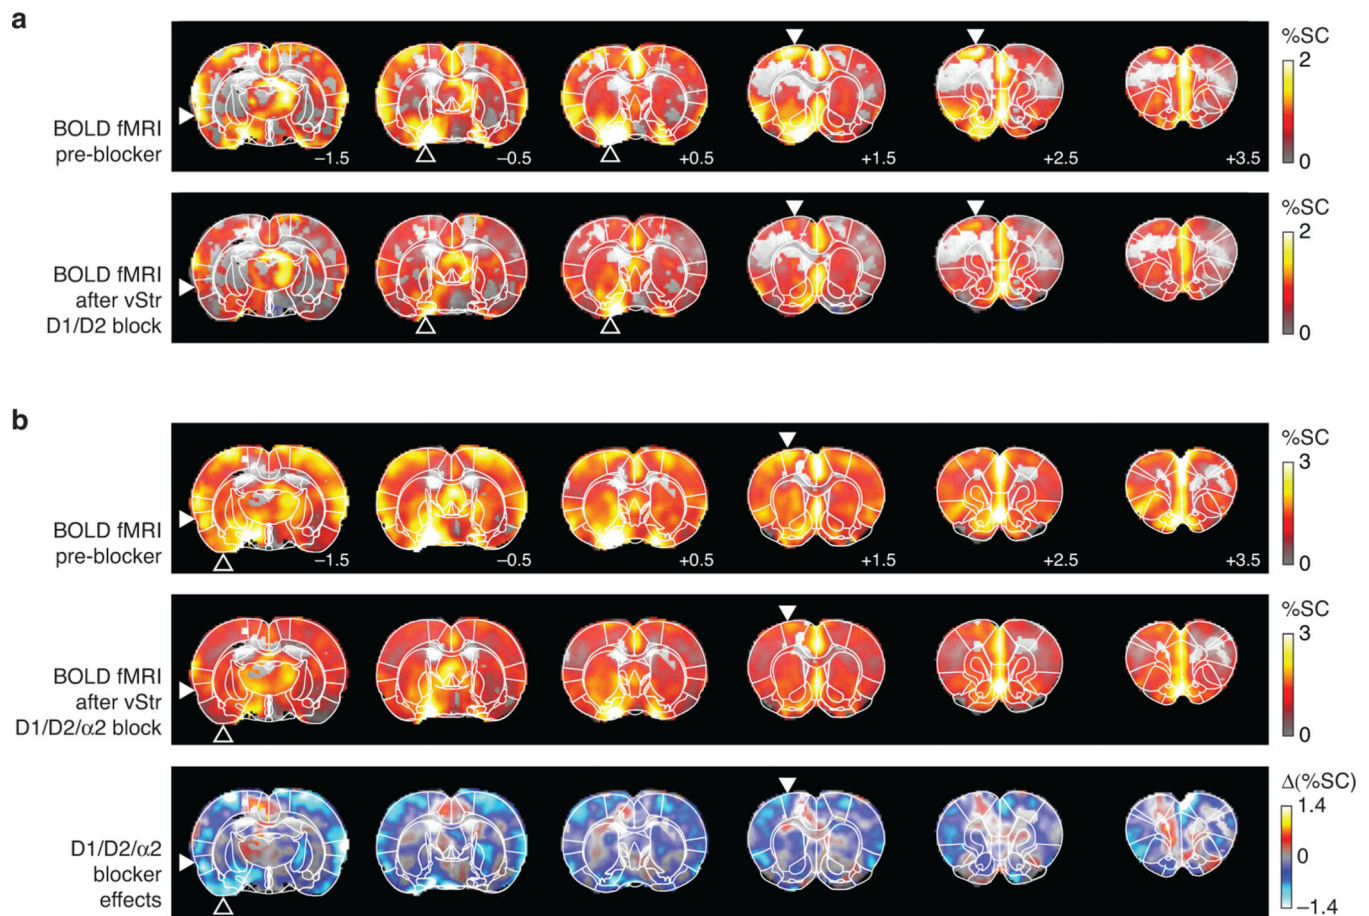 a
%SC
2
BOLD fMRI
pre-blocker
−1.5
−0.5
+0.5
+1.5
+2.5
+3.5
0
%SC
2
BOLD fMRI
after vStr
D1/D2 block
0
b
%SC
3
BOLD fMRI
pre-blocker
−1.5
−0.5
+0.5
+1.5
+2.5
+3.5
0
%SC
3
BOLD fMRI
after vStr
D1/D2/α2 block
0
Δ(%SC)
1.4
D1/D2/α2
blocker
effects
0
−1.4